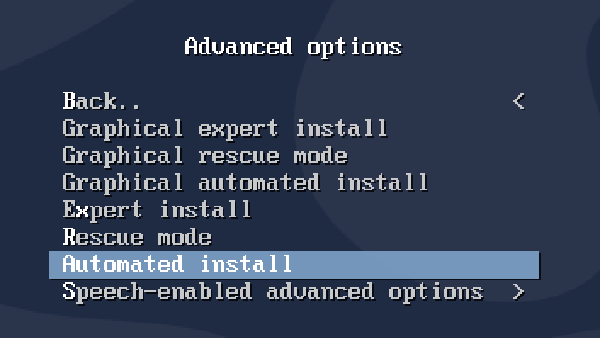 Advanced options
Back.. <
Graphical expert install
Graphical rescue mode
Graphical automated install
Expert install
Rescue mode
Automated install
Speech-enabled advanced options >